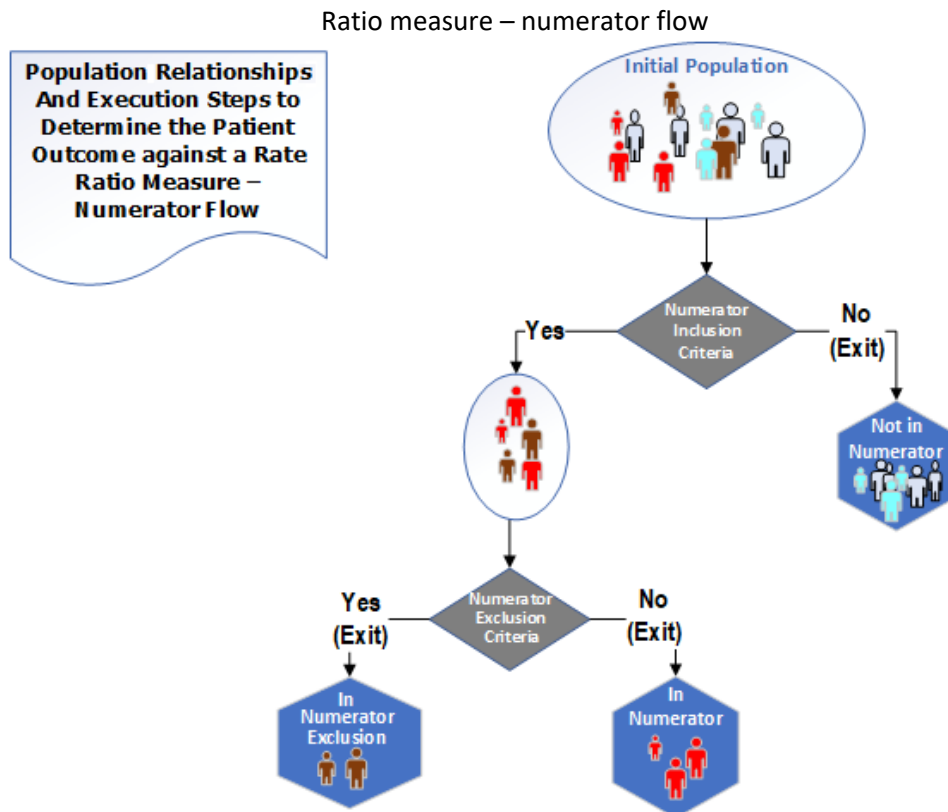 Ratio measure – numerator flow
Population Relationships
And Execution Steps to
Determine the Patient
Outcome against a Rate
Ratio Measure –
Numerator Flow
Initial Population
Numerator
Inclusion
Criteria
Yes
No
(Exit)
Not in
Numerator
Numerator
Exclusion
Criteria
Yes
(Exit)
No
(Exit)
In
Numerator
Exclusion
In
Numerator